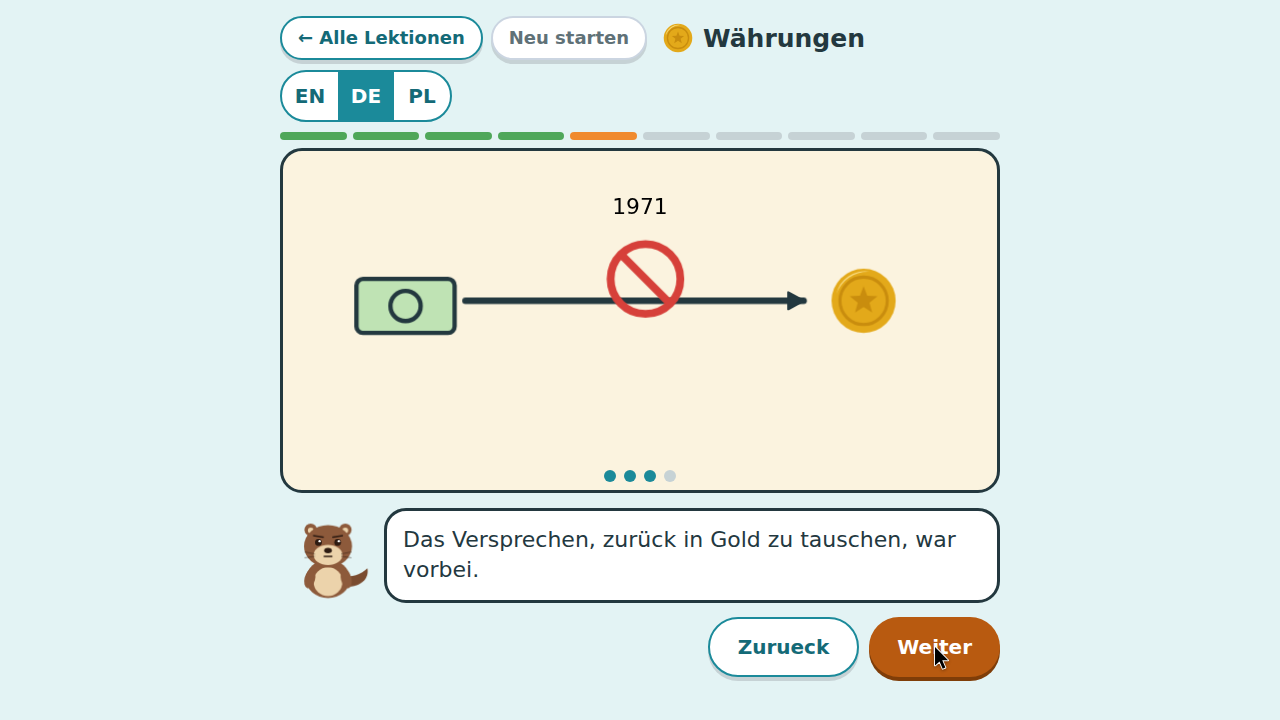 ← Alle Lektionen
Neu starten
Währungen
EN
DE
PL
1971
Das Versprechen, zurück in Gold zu tauschen, war
vorbei.
Zurueck
Weiter